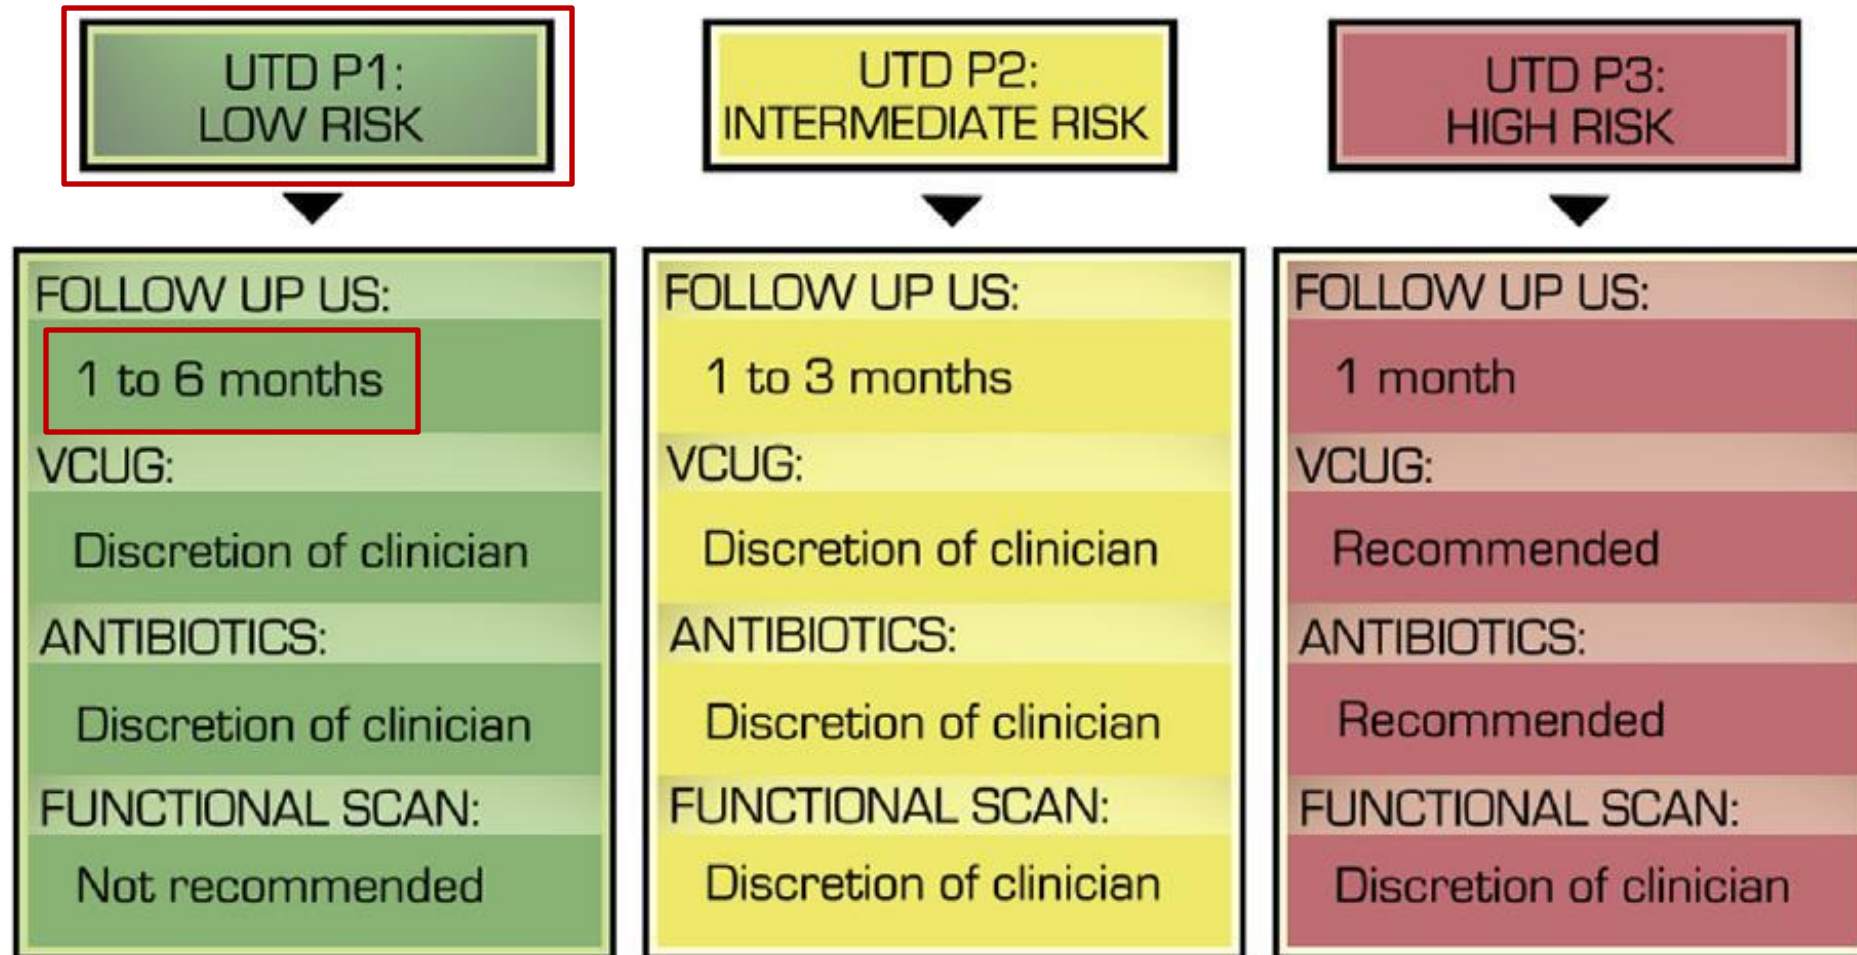 UTD P1:
LOW RISK
FOLLOW UP US:
1 to 6 months
VCUG:
Discretion of clinician
ANTIBIOTICS:
Discretion of clinician
FUNCTIONAL SCAN:
Not recommended
UTD P2:
INTERMEDIATE RISK
FOLLOW UP US:
1 to 3 months
VCUG:
Discretion of clinician
ANTIBIOTICS:
Discretion of clinician
FUNCTIONAL SCAN:
Discretion of clinician
UTD P3:
HIGH RISK
FOLLOW UP US:
1 month
VCUG:
Recommended
ANTIBIOTICS:
Recommended
FUNCTIONAL SCAN:
Discretion of clinician